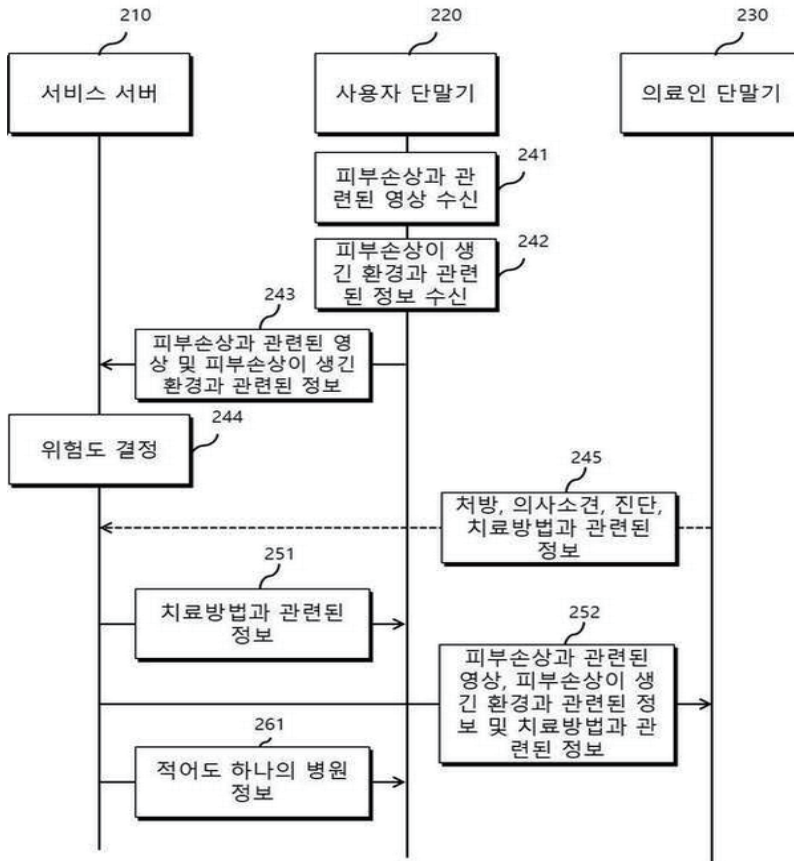 210
220
230
서비스 서버
사용자 단말기
의료인 단말기
241
피부손상과 관
련된 영상 수신
242
피부손상이 생
긴 환경과 관련
된 정보 수신
243
피부손상과 관련된 영
상 및 피부손상이 생긴
환경과 관련된 정보
244
위험도 결정
245
처방, 의사소견, 진단,
치료방법과 관련된
정보
251
치료방법과 관련된
정보
252
피부손상과 관련된
영상, 피부손상이 생
긴 환경과 관련된 정
보 및 치료방법과 관
련된 정보
261
적어도 하나의 병원
정보